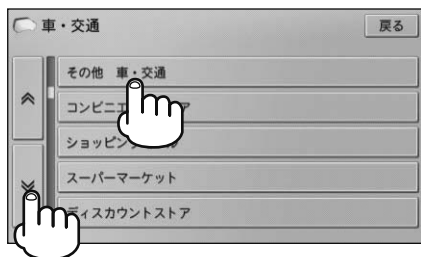 車・交通
戻る
その他 車・交通
コンビニ ア
ショッピン
スーパーマーケット
ィスカウントストア